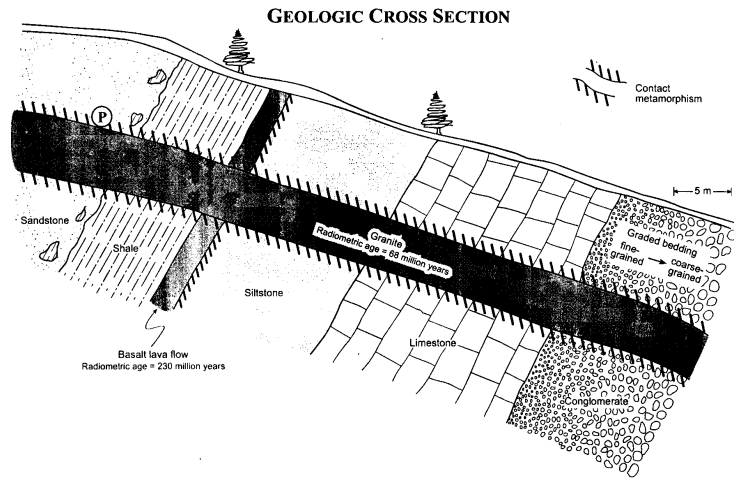 GEOLOGIC CROSS SECTION
Contact
metamorphism
P
5 m
Graded bedding
fine-
grained
coarse-
grained
Sandstone
Shale
Granite
Radiometric age = 68 million years
Siltstone
Limestone
Basalt lava flow
Radiometric age = 230 million years
Conglomerate